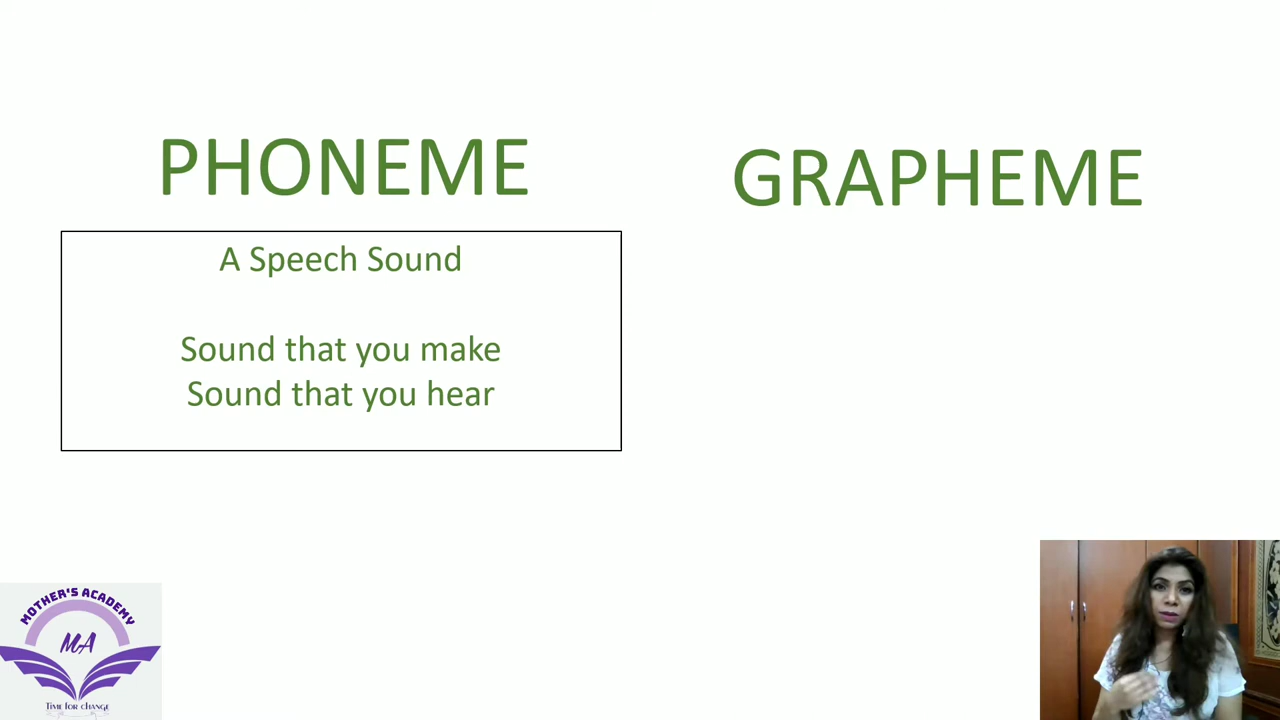 PHONEME
A Speech Sound
Sound that you make
Sound that you hear
GRAPHEME
MOTHER'S ACADEMY
MA
TIME FOR CHANGE